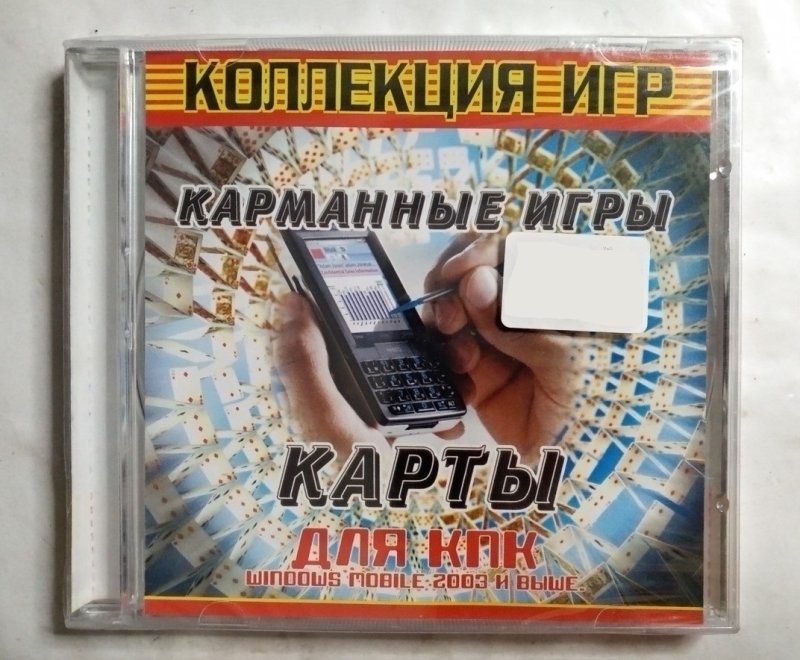 КОЛЛЕКЦИЯ ИГР
КАРМАННЫЕ ИГРЫ
КАРТЫ
ДЛЯ КПК
WINDOWS MOBILE 2003 И ВЫШЕ.